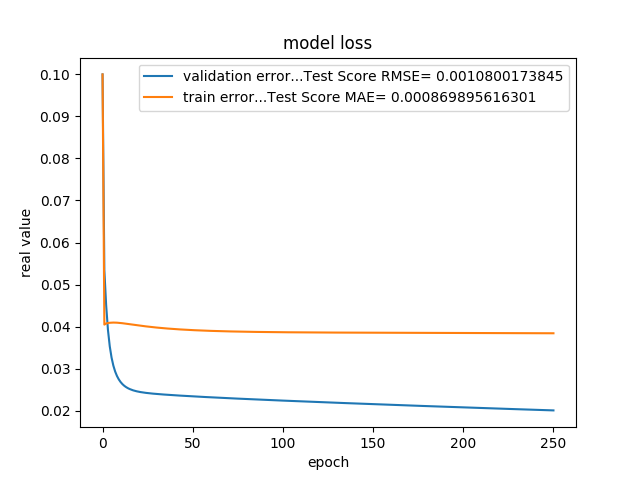 model loss
validation error...Test Score RMSE= 0.0010800173845
train error...Test Score MAE= 0.000869895616301
0.10
0.09
0.08
0.07
0.06
0.05
0.04
0.03
0.02
real value
0 50 100 150 200 250
epoch